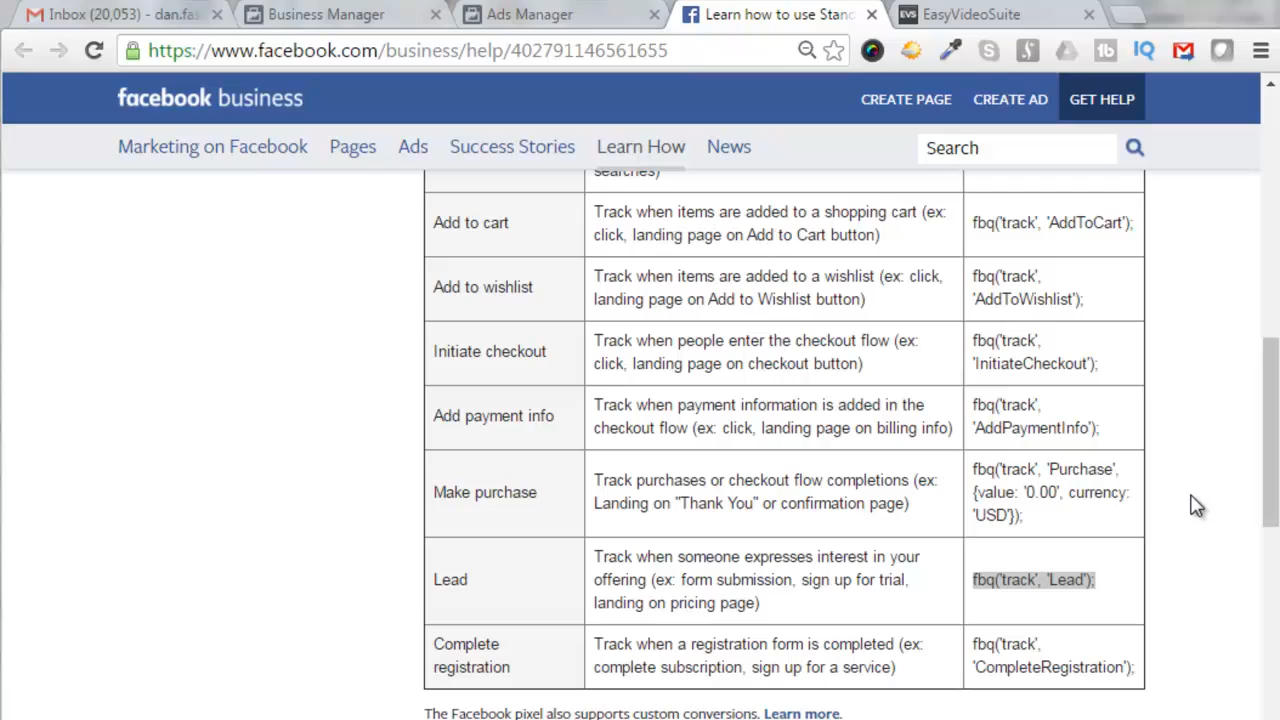 Inbox (20,053) - dan.fas
Business Manager
Ads Manager
Learn how to use Stand
EVS EasyVideoSuite
https://www.facebook.com/business/help/402791146561655
facebook business
CREATE PAGE
CREATE AD
GET HELP
Marketing on Facebook
Pages
Ads
Success Stories
Learn How
News
Search
searches)
Add to cart
Track when items are added to a shopping cart (ex:
click, landing page on Add to Cart button)
fbq('track', 'AddToCart');
Add to wishlist
Track when items are added to a wishlist (ex: click,
landing page on Add to Wishlist button)
fbq('track',
'AddToWishlist');
Initiate checkout
Track when people enter the checkout flow (ex:
click, landing page on checkout button)
fbq('track',
'InitiateCheckout');
Add payment info
Track when payment information is added in the
checkout flow (ex: click, landing page on billing info)
fbq('track',
'AddPaymentInfo');
Make purchase
Track purchases or checkout flow completions (ex:
Landing on "Thank You" or confirmation page)
fbq('track', 'Purchase',
{value: '0.00', currency:
'USD'});
Lead
Track when someone expresses interest in your
offering (ex: form submission, sign up for trial,
landing on pricing page)
fbq('track', 'Lead');
Complete
registration
Track when a registration form is completed (ex:
complete subscription, sign up for a service)
fbq('track',
'CompleteRegistration');
The Facebook pixel also supports custom conversions. Learn more.